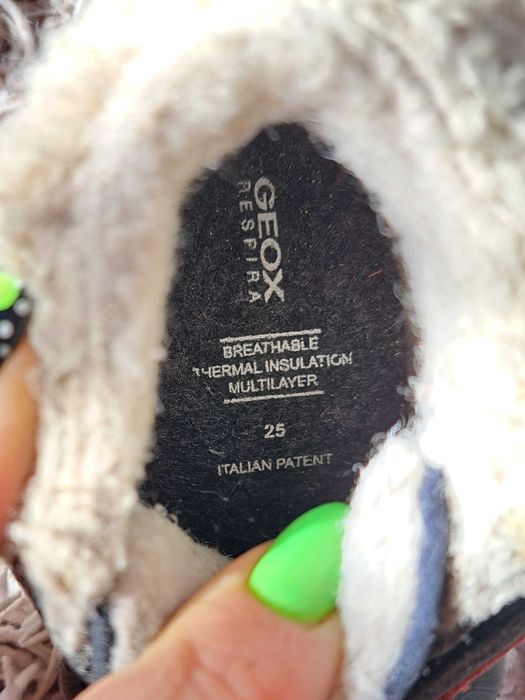 GEOX
RESPIRA
BREATHABLE
THERMAL INSULATION
MULTILAYER
25
ITALIAN PATENT